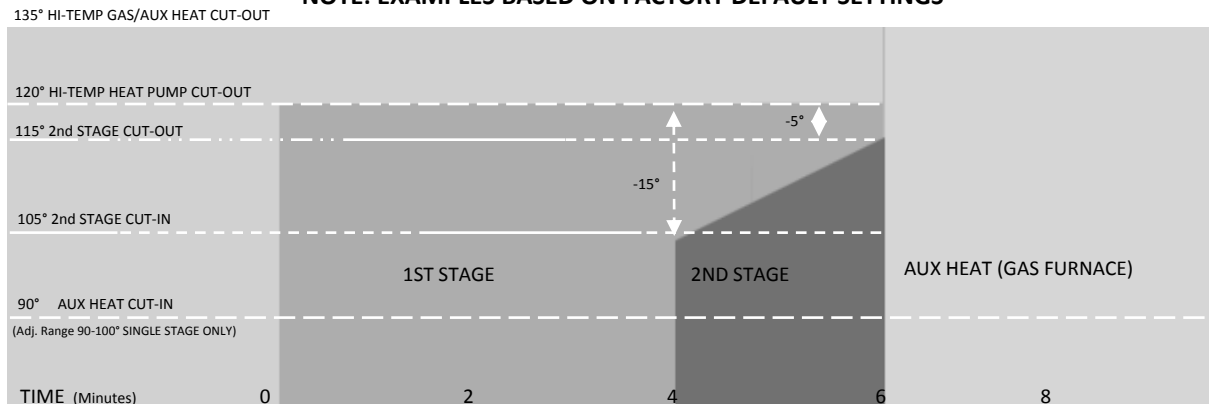 NOTE: EXAMPLES BASED ON FACTORY DEFAULT SETTINGS
135° HI-TEMP GAS/AUX HEAT CUT-OUT
120° HI-TEMP HEAT PUMP CUT-OUT
115° 2nd STAGE CUT-OUT
-5°
-15°
105° 2nd STAGE CUT-IN
1ST STAGE
2ND STAGE
AUX HEAT (GAS FURNACE)
90° AUX HEAT CUT-IN
(Adj. Range 90-100° SINGLE STAGE ONLY)
TIME (Minutes) 0 2 4 6 8